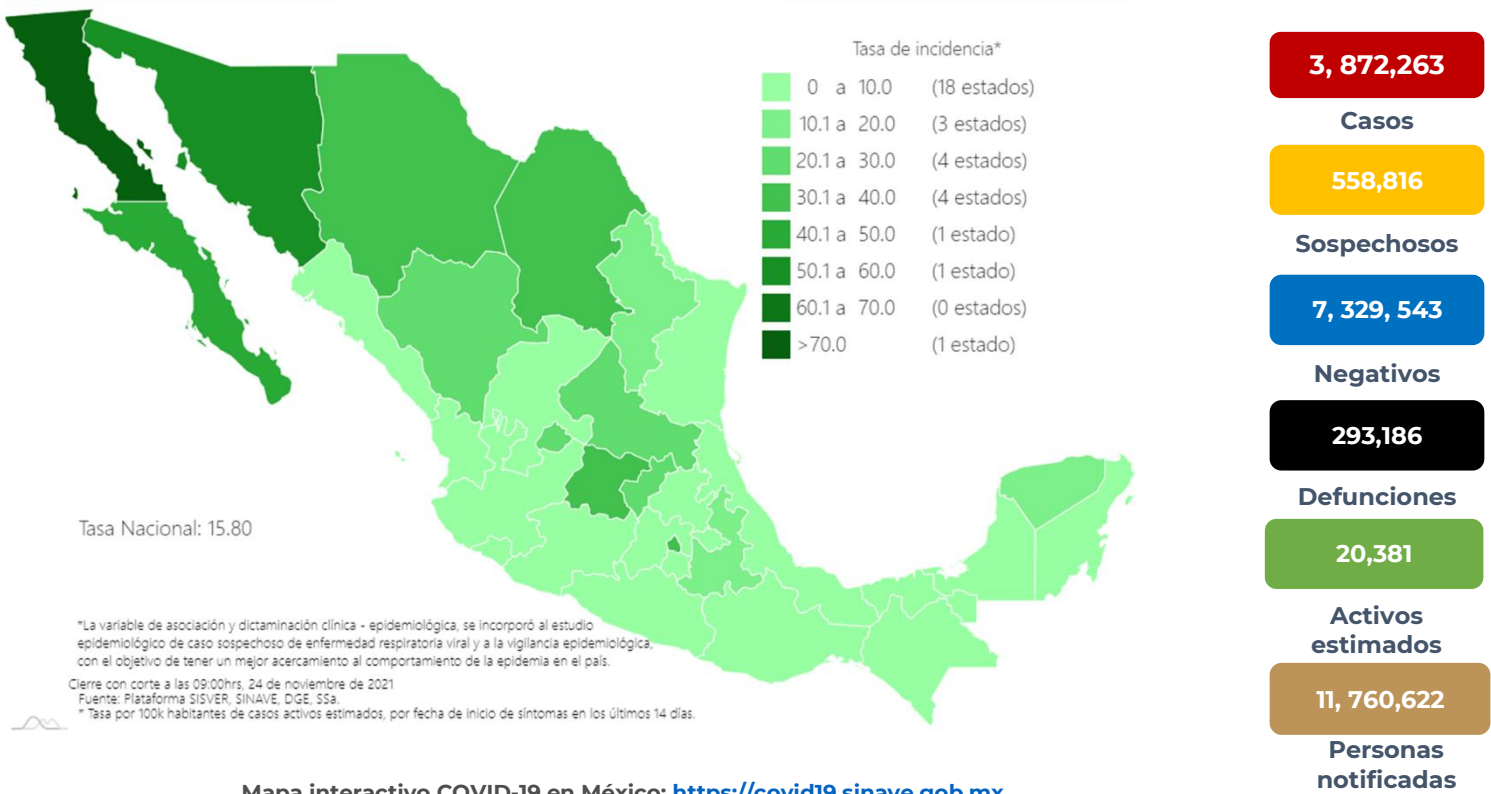 Tasa de incidencia*
0 a 10.0 (18 estados)
10.1 a 20.0 (3 estados)
20.1 a 30.0 (4 estados)
30.1 a 40.0 (4 estados)
40.1 a 50.0 (1 estado)
50.1 a 60.0 (1 estado)
60.1 a 70.0 (0 estados)
>70.0 (1 estado)
Tasa Nacional: 15.80
*La variable de asociación y dictaminación clínica - epidemiológica, se incorporó al estudio
epidemiológico de caso sospechoso de enfermedad respiratoria viral y a la vigilancia epidemiológica,
con el objetivo de tener un mejor acercamiento al comportamiento de la epidemia en el país.
Cierre con corte a las 09:00hrs, 24 de noviembre de 2021
Fuente: Plataforma SISVER, SINAVE, DGE, SSa.
* Tasa por 100k habitantes de casos activos estimados, por fecha de inicio de síntomas en los últimos 14 días.
3, 872,263
Casos
558,816
Sospechosos
7, 329, 543
Negativos
293,186
Defunciones
20,381
Activos
estimados
11, 760,622
Personas
notificadas
Mapa interactivo COVID-19 en México: https://covid19.sinave.gob.mx